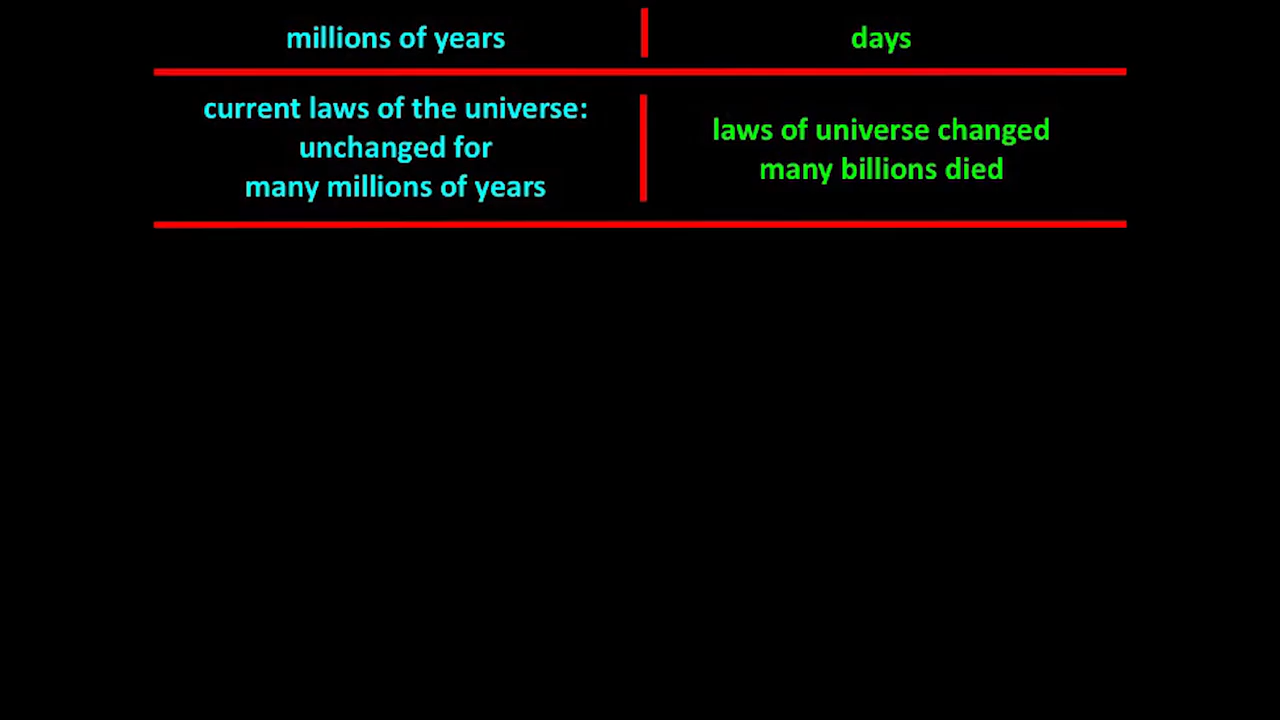 millions of years
days
current laws of the universe:
unchanged for
many millions of years
laws of universe changed
many billions died